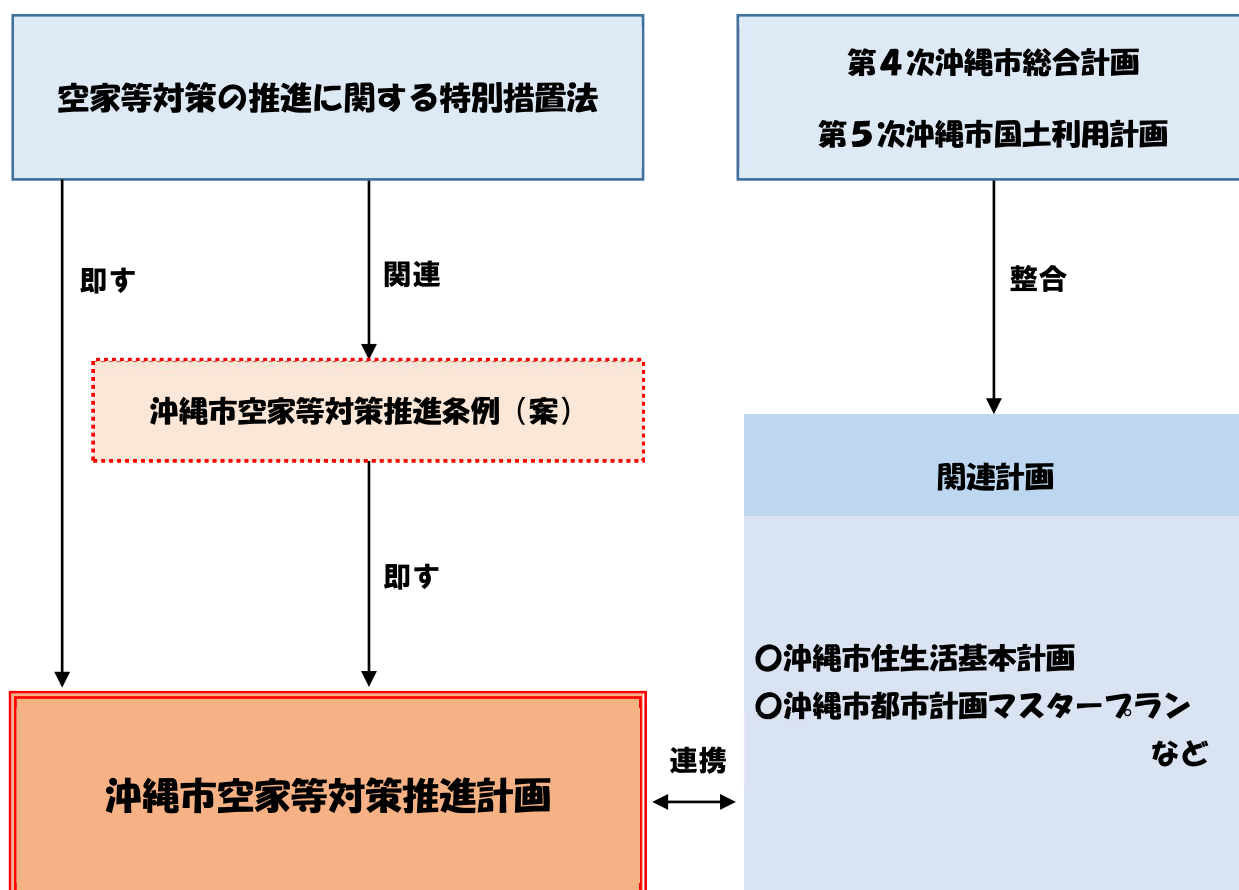 空家等対策の推進に関する特別措置法
第４次沖縄市総合計画
第５次沖縄市国土利用計画
即す
関連
整合
沖縄市空家等対策推進条例（案）
関連計画
即す
〇沖縄市住生活基本計画
〇沖縄市都市計画マスタープラン
など
連携
沖縄市空家等対策推進計画